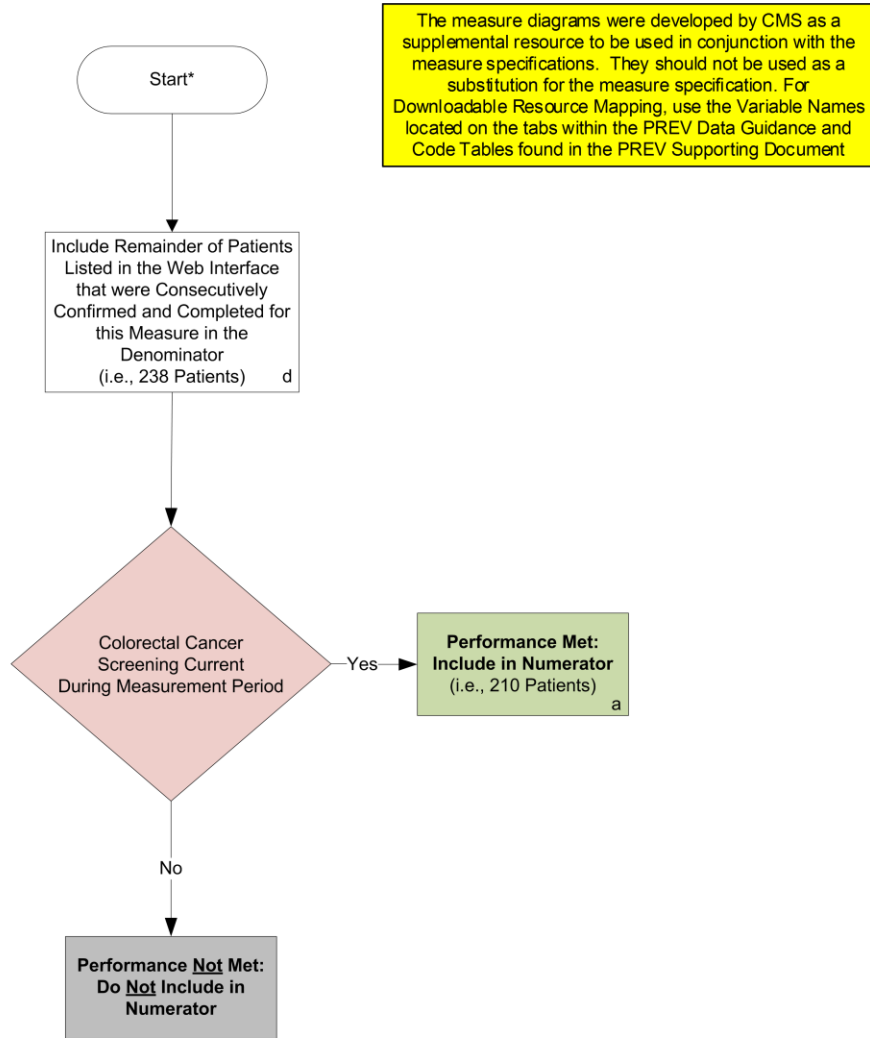 Start*
The measure diagrams were developed by CMS as a
supplemental resource to be used in conjunction with the
measure specifications.  They should not be used as a
substitution for the measure specification. For
Downloadable Resource Mapping, use the Variable Names
located on the tabs within the PREV Data Guidance and
Code Tables found in the PREV Supporting Document
Include Remainder of Patients
Listed in the Web Interface
that were Consecutively
Confirmed and Completed for
this Measure in the
Denominator
(i.e., 238 Patients) d
Colorectal Cancer
Screening Current
During Measurement Period
Yes
Performance Met:
Include in Numerator
(i.e., 210 Patients)
a
No
Performance Not Met:
Do Not Include in
Numerator